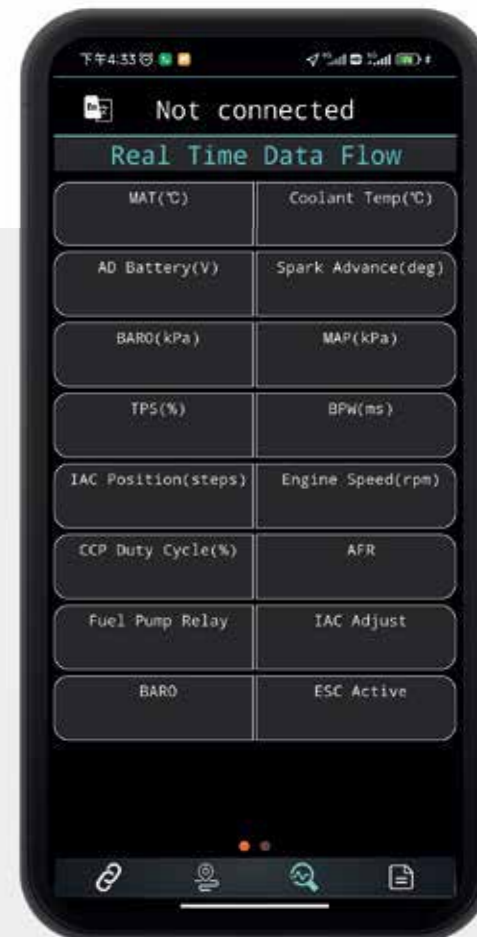 下午4:33
Not connected
Real Time Data Flow
MAT(℃) Coolant Temp(℃)
AD Battery(V) Spark Advance(deg)
BARO(kPa) MAP(kPa)
TPS(%) BPW(ms)
IAC Position(steps) Engine Speed(rpm)
CCP Duty Cycle(%) AFR
Fuel Pump Relay IAC Adjust
BARO ESC Active